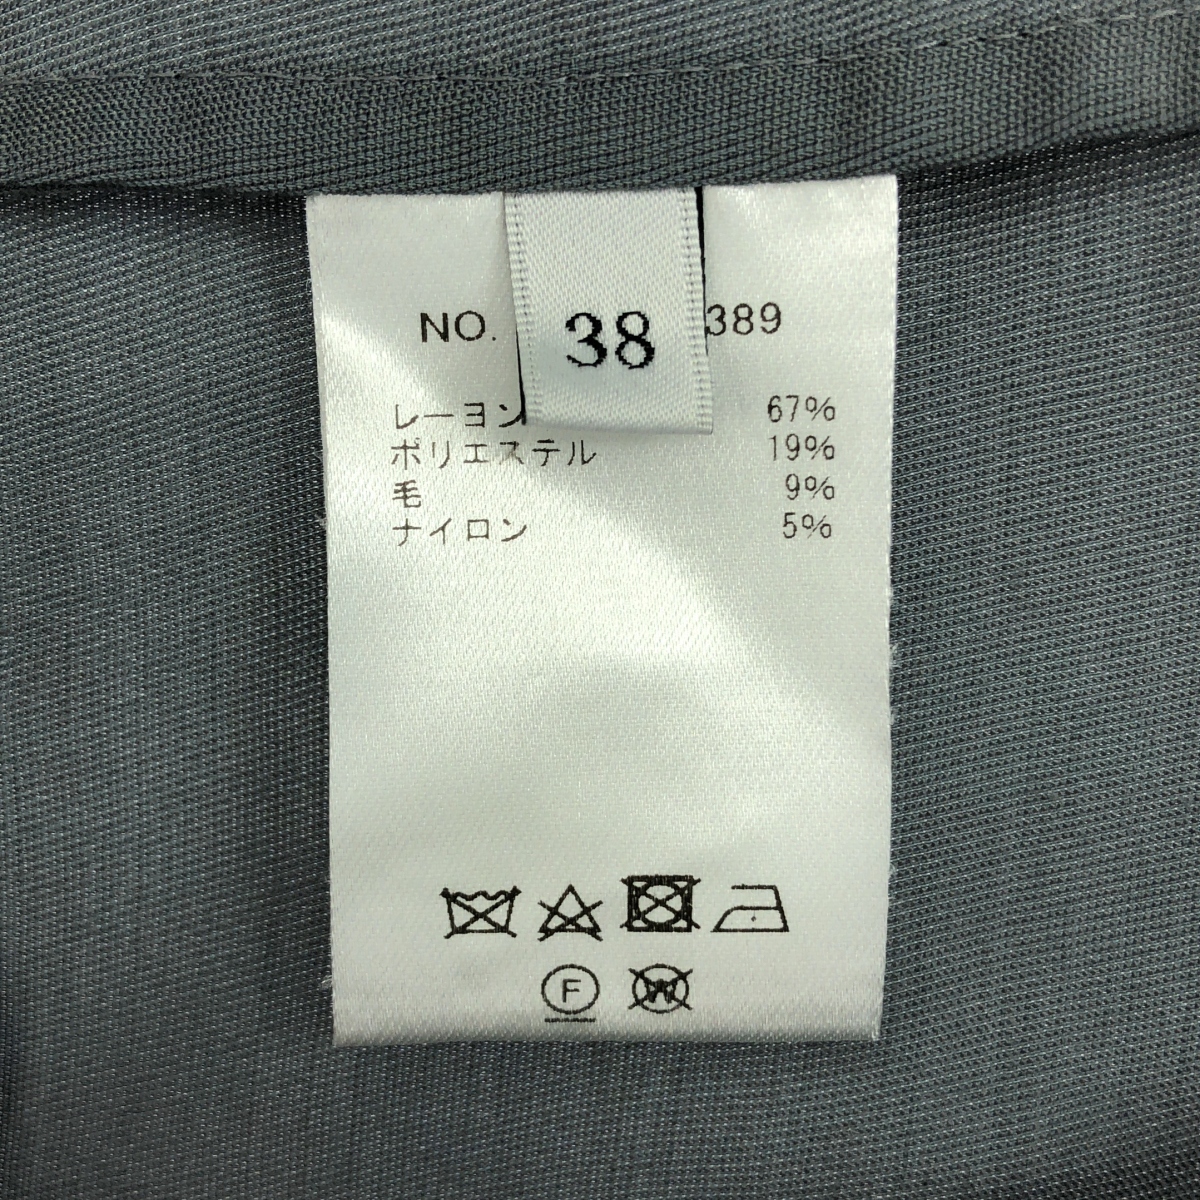 NO. 389
38
レーヨン 67%
ポリエステル 19%
毛 9%
ナイロン 5%
F W